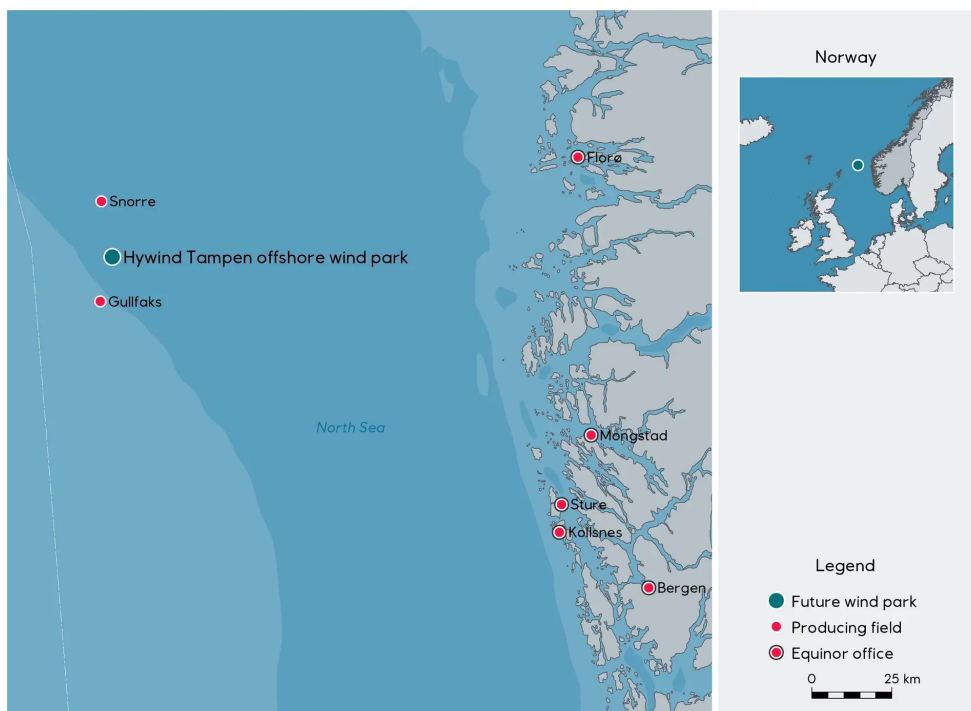 Norway
Florø
Snorre
Hywind Tampen offshore wind park
Gullfaks
North Sea
Mongstad
Sture
Kollsnes
Bergen
Legend
Future wind park
Producing field
Equinor office
0 25 km